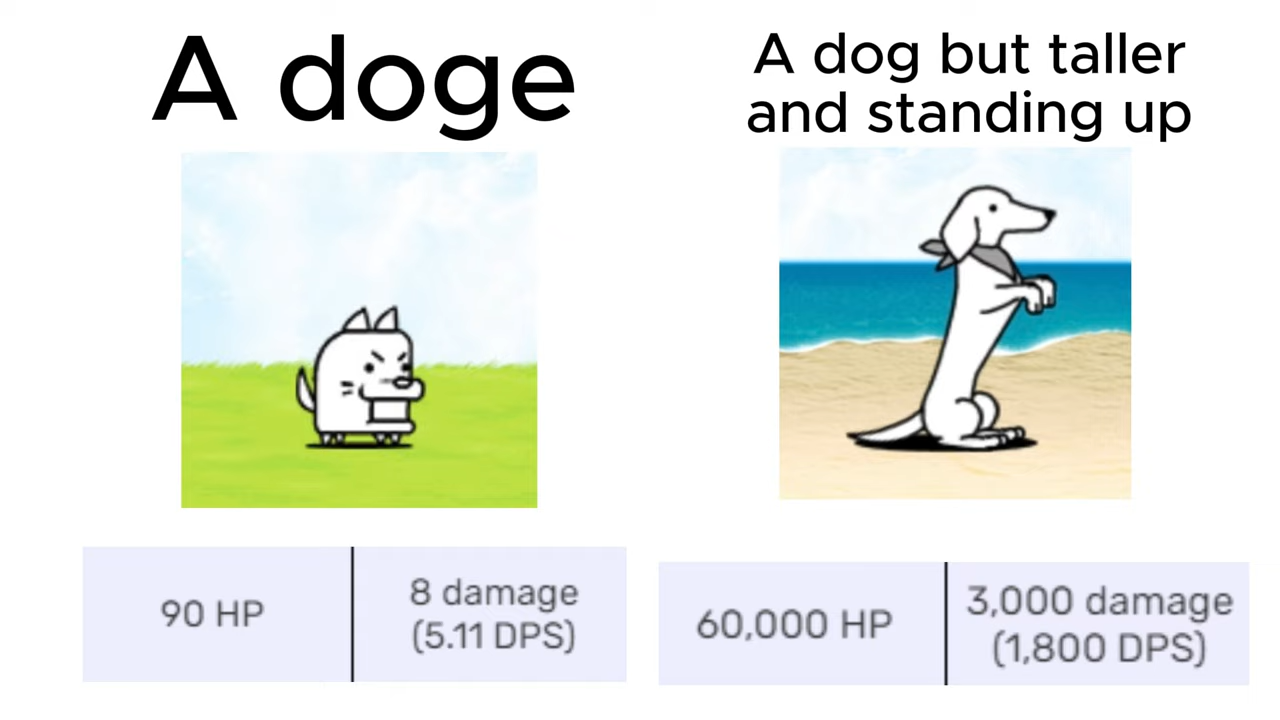 A doge
A dog but taller
and standing up
90 HP
8 damage
(5.11 DPS)
60,000 HP
3,000 damage
(1,800 DPS)